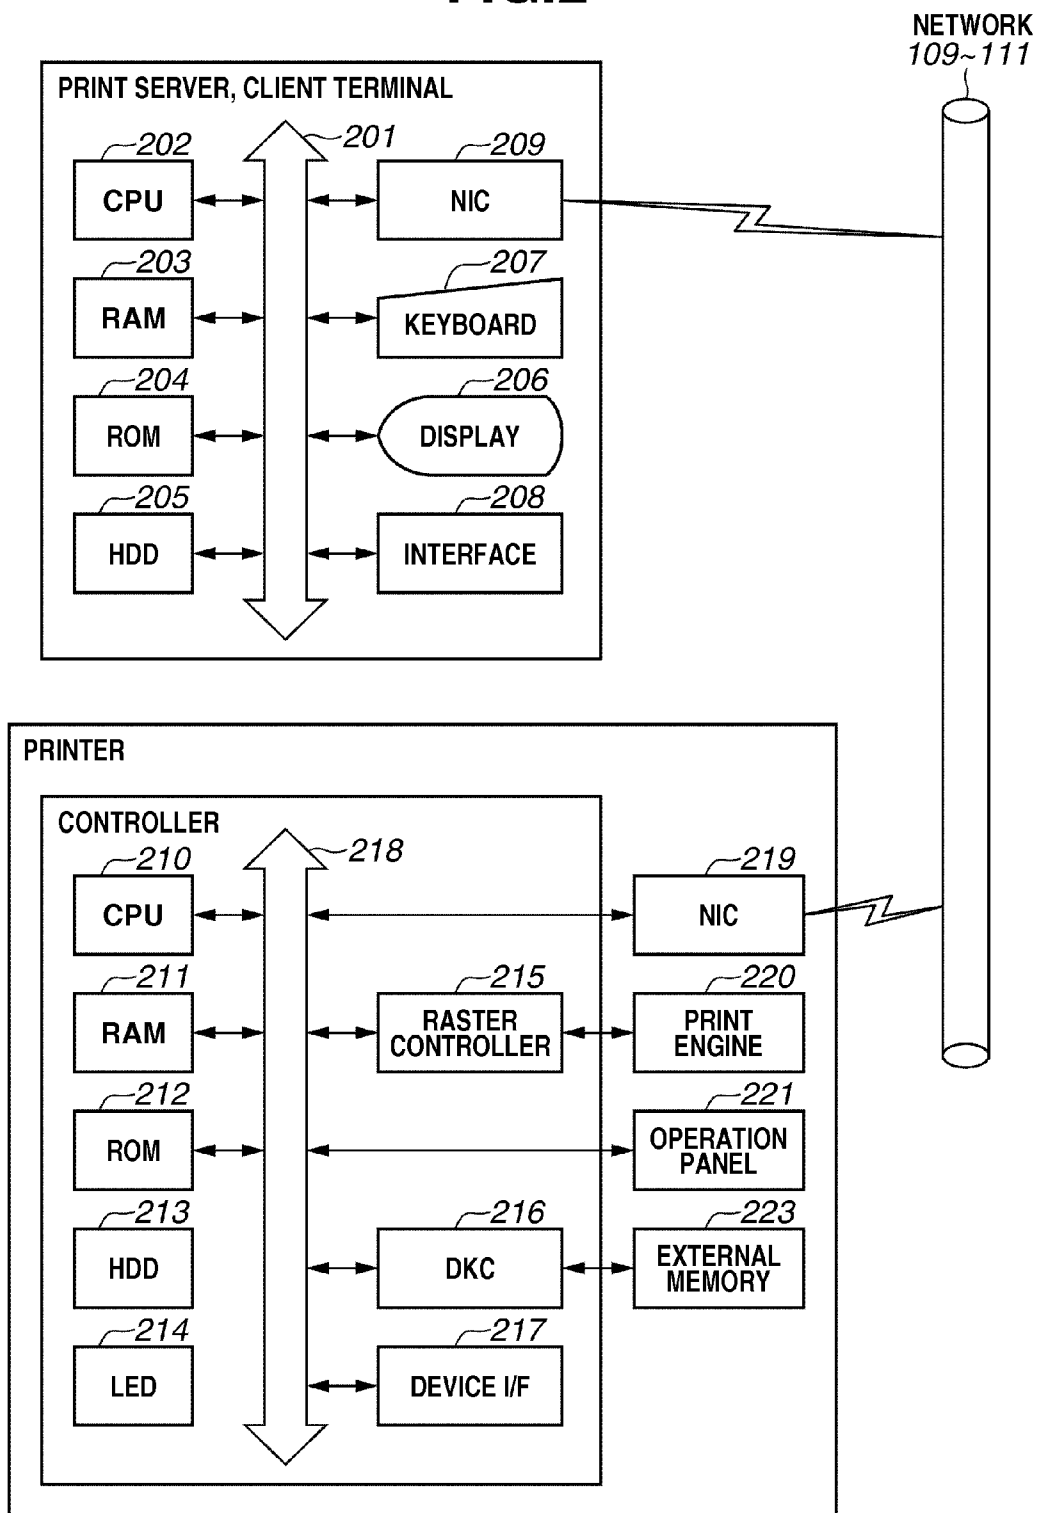 NETWORK
109~111
PRINT SERVER, CLIENT TERMINAL
201
202
CPU
209
NIC
203
RAM
207
KEYBOARD
204
ROM
206
DISPLAY
205
HDD
208
INTERFACE
PRINTER
CONTROLLER
218
210
CPU
219
NIC
211
RAM
215
RASTER
CONTROLLER
220
PRINT
ENGINE
212
ROM
221
OPERATION
PANEL
213
HDD
216
DKC
223
EXTERNAL
MEMORY
214
LED
217
DEVICE I/F